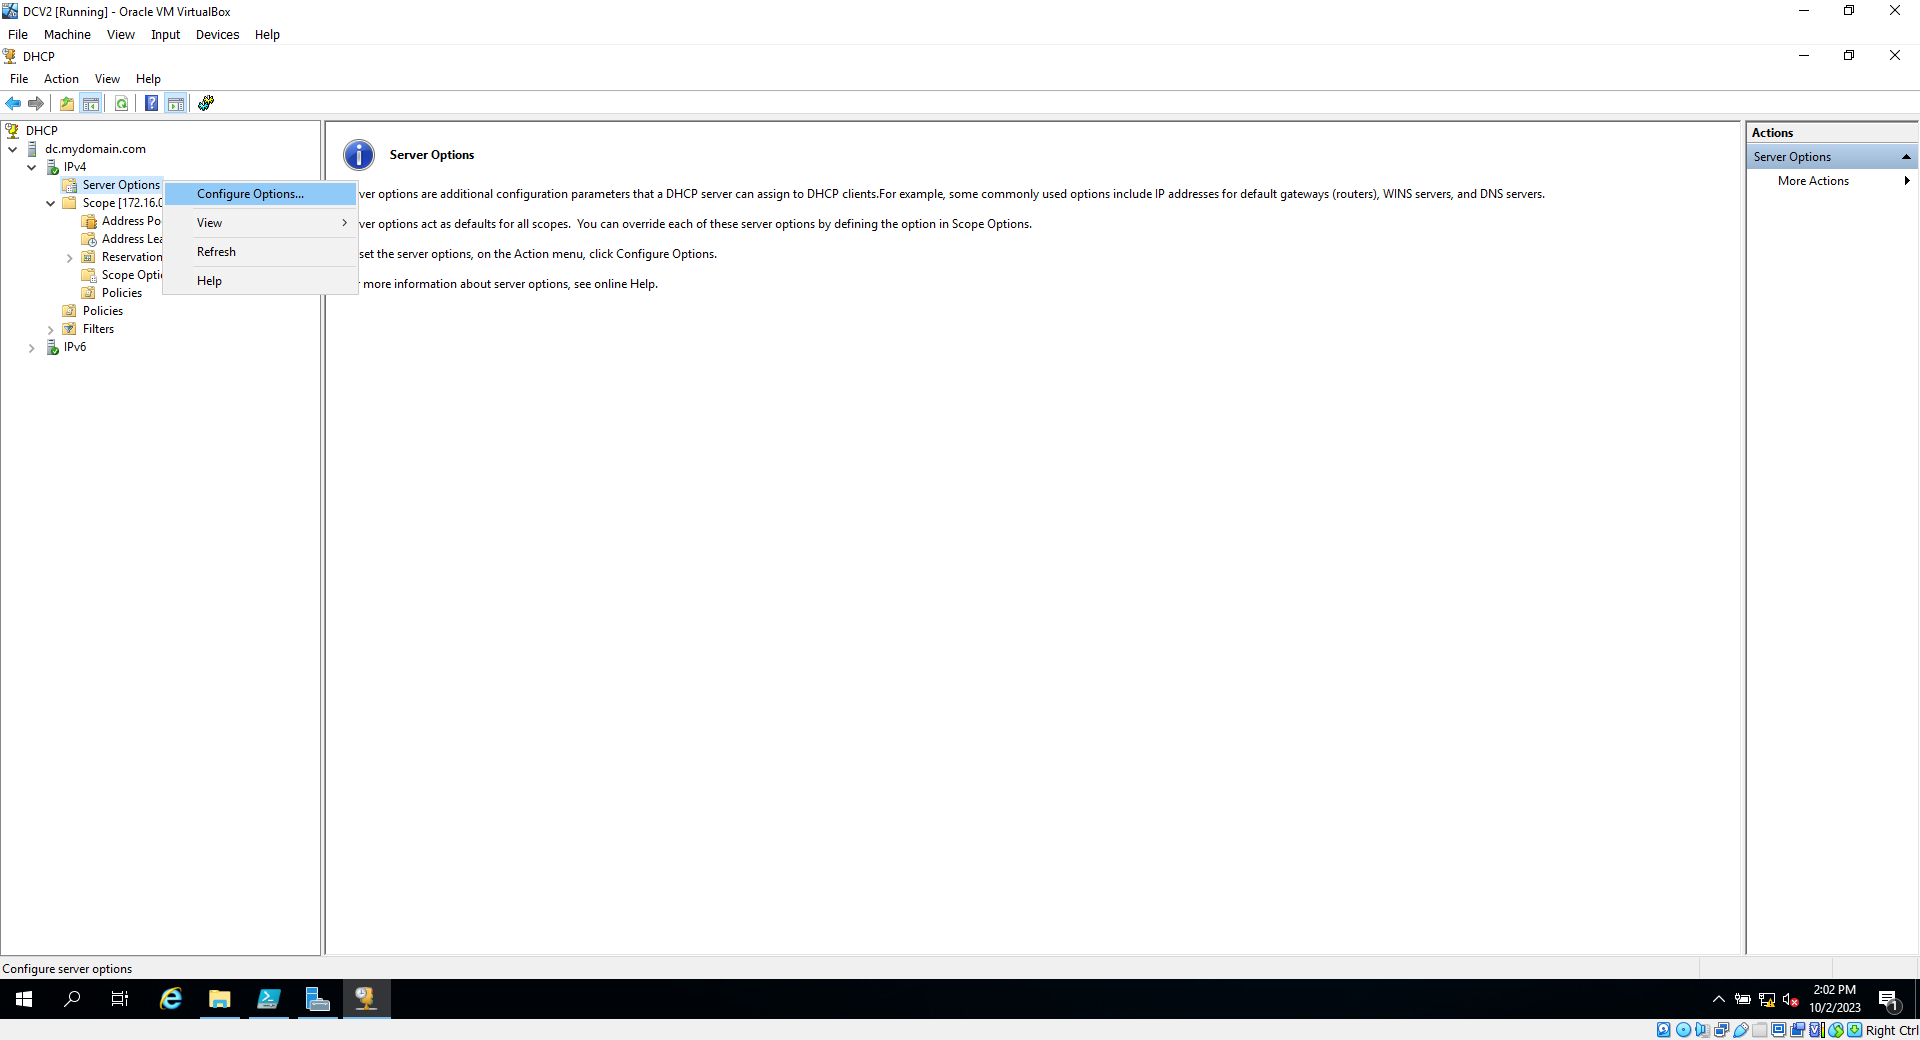 DCV2 [Running] - Oracle VM VirtualBox
File Machine View Input Devices Help
DHCP
File Action View Help
DHCP
dc.mydomain.com
IPv4
Server Options
Scope [172.16.0
Address Po
Address Lea
Reservation
Scope Opti
Policies
Policies
Filters
IPv6
Configure Options...
View
Refresh
Help
Server Options
ver options are additional configuration parameters that a DHCP server can assign to DHCP clients.For example, some commonly used options include IP addresses for default gateways (routers), WINS servers, and DNS servers.
ver options act as defaults for all scopes. You can override each of these server options by defining the option in Scope Options.
set the server options, on the Action menu, click Configure Options.
more information about server options, see online Help.
Actions
Server Options
More Actions
Configure server options
2:02 PM
10/2/2023
1
Right Ctrl